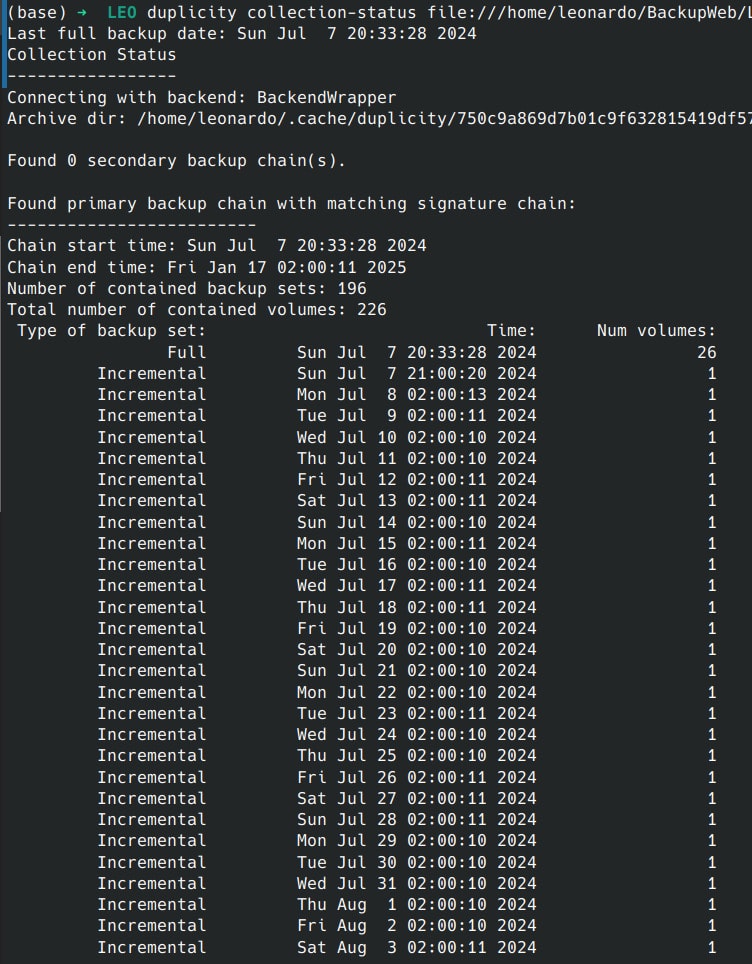 (base) ➜  LEO duplicity collection-status file:///home/leonardo/BackupWeb/L
Last full backup date: Sun Jul  7 20:33:28 2024
Collection Status
-----------------
Connecting with backend: BackendWrapper
Archive dir: /home/leonardo/.cache/duplicity/750c9a869d7b01c9f632815419df57

Found 0 secondary backup chain(s).

Found primary backup chain with matching signature chain:
-------------------------
Chain start time: Sun Jul  7 20:33:28 2024
Chain end time: Fri Jan 17 02:00:11 2025
Number of contained backup sets: 196
Total number of contained volumes: 226
 Type of backup set:                            Time:      Num volumes:
                Full         Sun Jul  7 20:33:28 2024                26
         Incremental         Sun Jul  7 21:00:20 2024                 1
         Incremental         Mon Jul  8 02:00:13 2024                 1
         Incremental         Tue Jul  9 02:00:11 2024                 1
         Incremental         Wed Jul 10 02:00:10 2024                 1
         Incremental         Thu Jul 11 02:00:10 2024                 1
         Incremental         Fri Jul 12 02:00:11 2024                 1
         Incremental         Sat Jul 13 02:00:11 2024                 1
         Incremental         Sun Jul 14 02:00:10 2024                 1
         Incremental         Mon Jul 15 02:00:11 2024                 1
         Incremental         Tue Jul 16 02:00:10 2024                 1
         Incremental         Wed Jul 17 02:00:11 2024                 1
         Incremental         Thu Jul 18 02:00:11 2024                 1
         Incremental         Fri Jul 19 02:00:10 2024                 1
         Incremental         Sat Jul 20 02:00:10 2024                 1
         Incremental         Sun Jul 21 02:00:10 2024                 1
         Incremental         Mon Jul 22 02:00:10 2024                 1
         Incremental         Tue Jul 23 02:00:11 2024                 1
         Incremental         Wed Jul 24 02:00:10 2024                 1
         Incremental         Thu Jul 25 02:00:10 2024                 1
         Incremental         Fri Jul 26 02:00:11 2024                 1
         Incremental         Sat Jul 27 02:00:11 2024                 1
         Incremental         Sun Jul 28 02:00:11 2024                 1
         Incremental         Mon Jul 29 02:00:10 2024                 1
         Incremental         Tue Jul 30 02:00:10 2024                 1
         Incremental         Wed Jul 31 02:00:10 2024                 1
         Incremental         Thu Aug  1 02:00:10 2024                 1
         Incremental         Fri Aug  2 02:00:10 2024                 1
         Incremental         Sat Aug  3 02:00:11 2024                 1